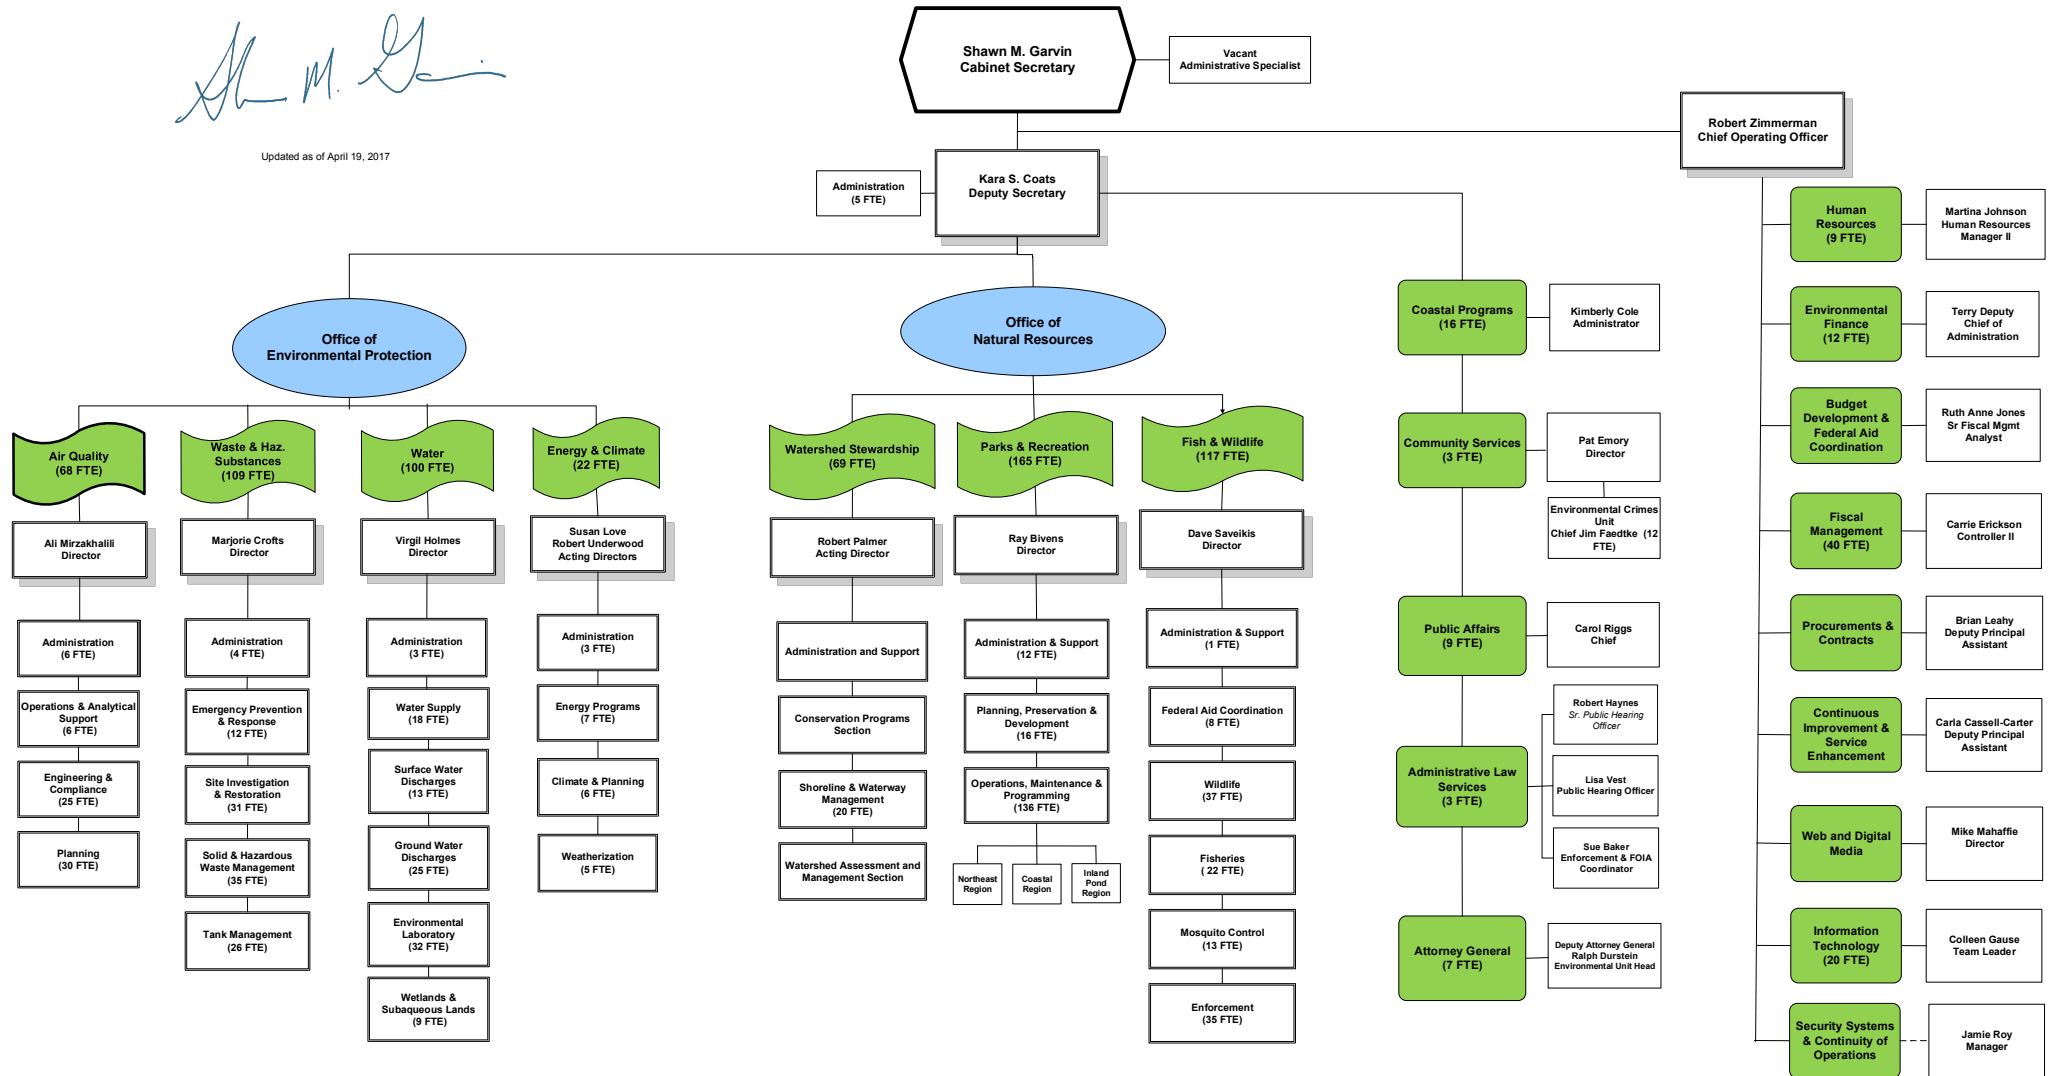 Shawn M. Garvin
Cabinet Secretary
Vacant
Administrative Specialist
Robert Zimmerman
Chief Operating Officer
Updated as of April 19, 2017
Kara S. Coats
Deputy Secretary
Administration
(5 FTE)
Office of
Environmental Protection
Office of
Natural Resources
Air Quality
(68 FTE)
Ali Mirzakhalili
Director
Administration
(6 FTE)
Operations & Analytical
Support
(6 FTE)
Engineering &
Compliance
(25 FTE)
Planning
(30 FTE)
Waste & Haz.
Substances
(109 FTE)
Marjorie Crofts
Director
Administration
(4 FTE)
Emergency Prevention
& Response
(12 FTE)
Site Investigation
& Restoration
(31 FTE)
Solid & Hazardous
Waste Management
(35 FTE)
Tank Management
(26 FTE)
Water
(100 FTE)
Virgil Holmes
Director
Administration
(3 FTE)
Water Supply
(18 FTE)
Surface Water
Discharges
(13 FTE)
Ground Water
Discharges
(25 FTE)
Environmental
Laboratory
(32 FTE)
Wetlands &
Subaqueous Lands
(9 FTE)
Energy & Climate
(22 FTE)
Susan Love
Robert Underwood
Acting Directors
Administration
(3 FTE)
Energy Programs
(7 FTE)
Climate & Planning
(6 FTE)
Weatherization
(5 FTE)
Watershed Stewardship
(69 FTE)
Robert Palmer
Acting Director
Administration and Support
Conservation Programs
Section
Shoreline & Waterway
Management
(20 FTE)
Watershed Assessment and
Management Section
Parks & Recreation
(165 FTE)
Ray Bivens
Director
Administration & Support
(12 FTE)
Planning, Preservation &
Development
(16 FTE)
Operations, Maintenance &
Programming
(136 FTE)
Northeast
Region
Coastal
Region
Inland
Pond
Region
Fish & Wildlife
(117 FTE)
Dave Saveikis
Director
Administration & Support
(1 FTE)
Federal Aid Coordination
(8 FTE)
Wildlife
(37 FTE)
Fisheries
( 22 FTE)
Mosquito Control
(13 FTE)
Enforcement
(35 FTE)
Coastal Programs
(16 FTE)
Kimberly Cole
Administrator
Community Services
(3 FTE)
Pat Emory
Director
Environmental Crimes
Unit
Chief Jim Faedtke (12
FTE)
Public Affairs
(9 FTE)
Carol Riggs
Chief
Administrative Law
Services
(3 FTE)
Robert Haynes
Sr. Public Hearing
Officer
Lisa Vest
Public Hearing Officer
Sue Baker
Enforcement & FOIA
Coordinator
Attorney General
(7 FTE)
Deputy Attorney General
Ralph Durstein
Environmental Unit Head
Human
Resources
(9 FTE)
Martina Johnson
Human Resources
Manager II
Environmental
Finance
(12 FTE)
Terry Deputy
Chief of
Administration
Budget
Development &
Federal Aid
Coordination
Ruth Anne Jones
Sr Fiscal Mgmt
Analyst
Fiscal
Management
(40 FTE)
Carrie Erickson
Controller II
Procurements &
Contracts
Brian Leahy
Deputy Principal
Assistant
Continuous
Improvement &
Service
Enhancement
Carla Cassell-Carter
Deputy Principal
Assistant
Web and Digital
Media
Mike Mahaffie
Director
Information
Technology
(20 FTE)
Colleen Gause
Team Leader
Security Systems
& Continuity of
Operations
Jamie Roy
Manager